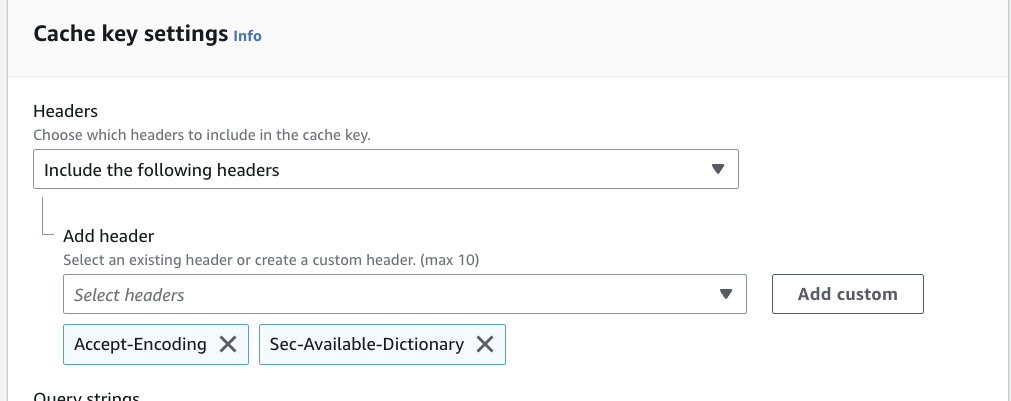 Cache key settings Info
Headers
Choose which headers to include in the cache key.
Include the following headers
Add header
Select an existing header or create a custom header. (max 10)
Select headers
Add custom
Accept-Encoding
Sec-Available-Dictionary
Query strings